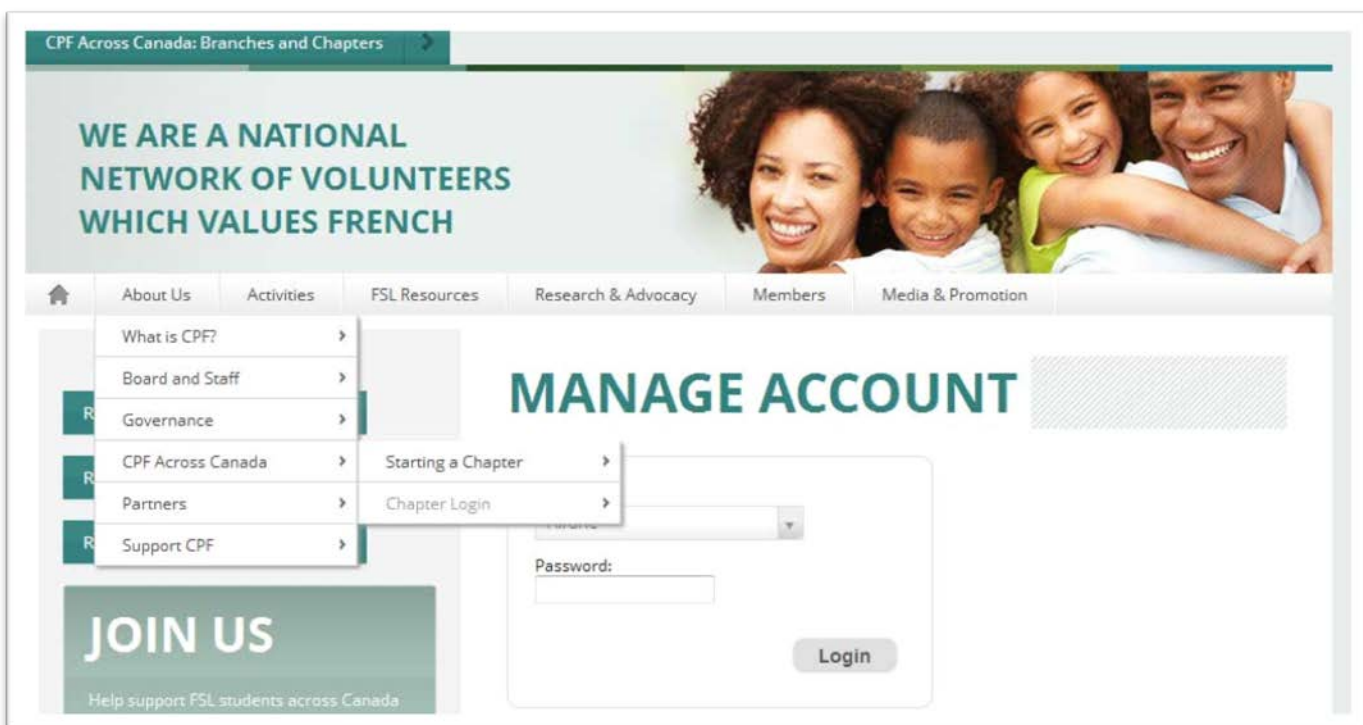 CPF Across Canada: Branches and Chapters
WE ARE A NATIONAL
NETWORK OF VOLUNTEERS
WHICH VALUES FRENCH
About Us Activities FSL Resources Research & Advocacy Members Media & Promotion
What is CPF?
Board and Staff
Governance
CPF Across Canada
Partners
Support CPF
Starting a Chapter
Chapter Login
R
R
R
MANAGE ACCOUNT
Password:
Login
JOIN US
Help support FSL students across Canada